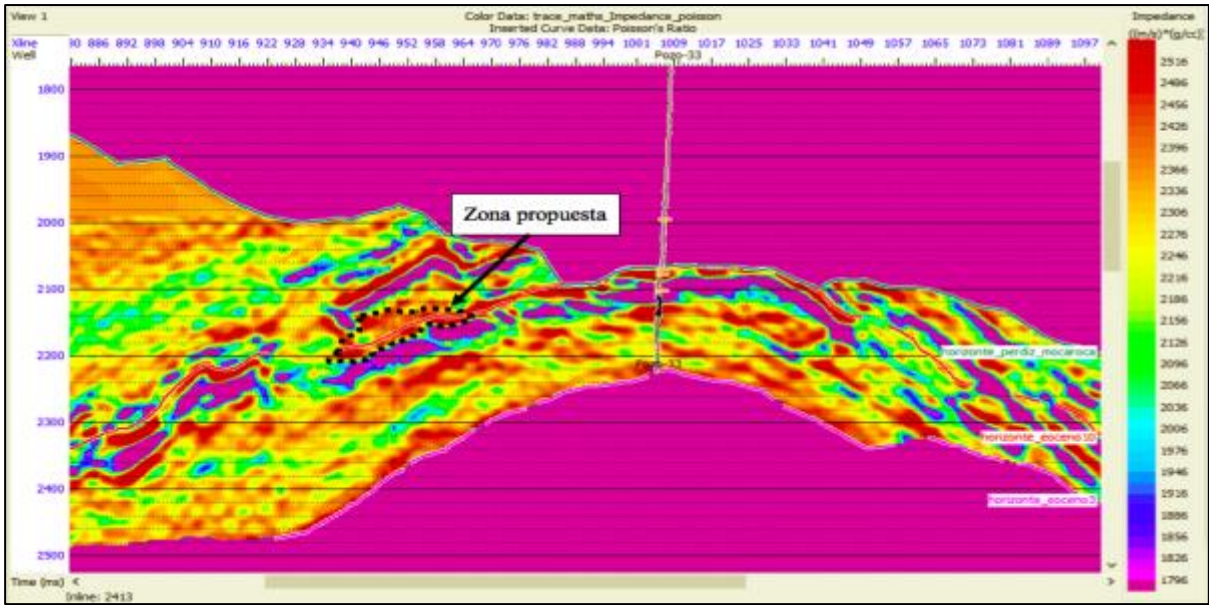 View 1
Color Data: trace_maths_Impedance_poisson
Inserted Curve Data: Poisson's Ratio
Impedance
((m/s)*(g/cc))
Xline 886 892 898 904 910 916 922 928 934 940 946 952 958 964 970 976 982 988 994 1001 1009 1017 1025 1033 1041 1049 1057 1065 1073 1081 1089 1097
Well Pozo-33
1800
1900
2000
2100
2200
2300
2400
2500
Zona propuesta
horizonte_perdiz_mocaroca
horizonte_eoceno10
horizonte_eoceno3
2516
2486
2456
2426
2396
2366
2336
2306
2276
2246
2216
2186
2156
2126
2096
2066
2036
2006
1976
1946
1916
1886
1856
1826
1796
Time (ms)
Inline: 2413